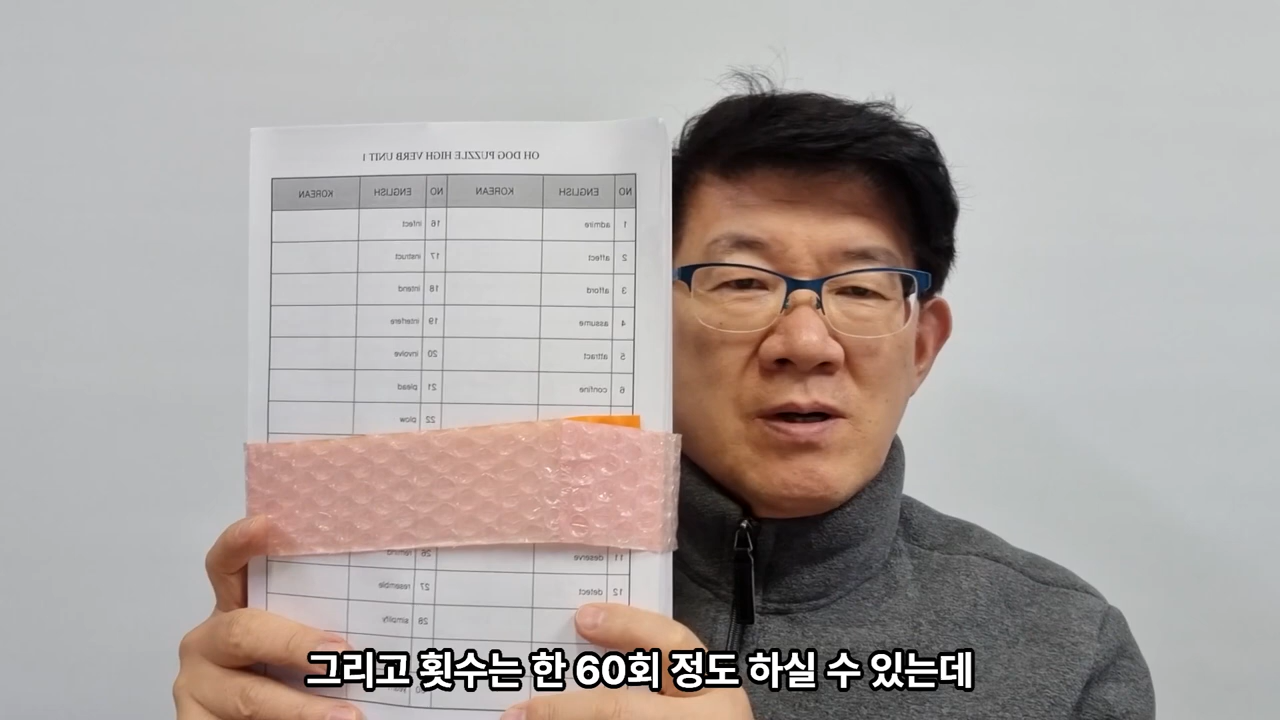 OH DOG PUZZLE HIGH VERB UNIT 1
NO ENGLISH KOREAN NO ENGLISH KOREAN
1 admire 16 infect
2 affect 17 instruct
3 afford 18 intend
4 assume 19 interfere
5 attract 20 involve
6 confine 21 plead
22 plow
11 deserve 26 remind
12 detect 27 resemble
28 simplify
그리고 횟수는 한 60회 정도 하실 수 있는데